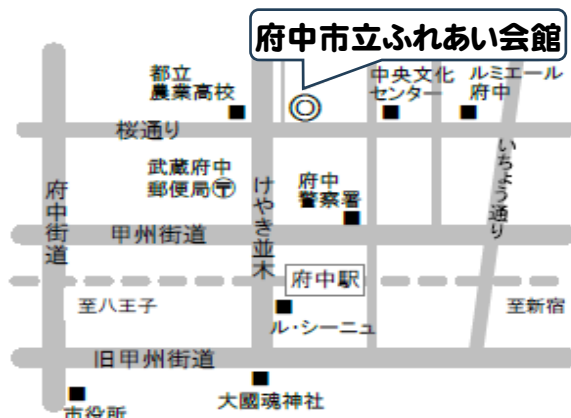 府中市立ふれあい会館
都立
農業高校
中央文化
センター
ルミエール
府中
桜通り
いちょう通り
武蔵府中
郵便局〒
府中
警察署
けやき並木
府中街道
甲州街道
府中駅
至八王子
至新宿
ル・シーニュ
旧甲州街道
大國魂神社
市役所